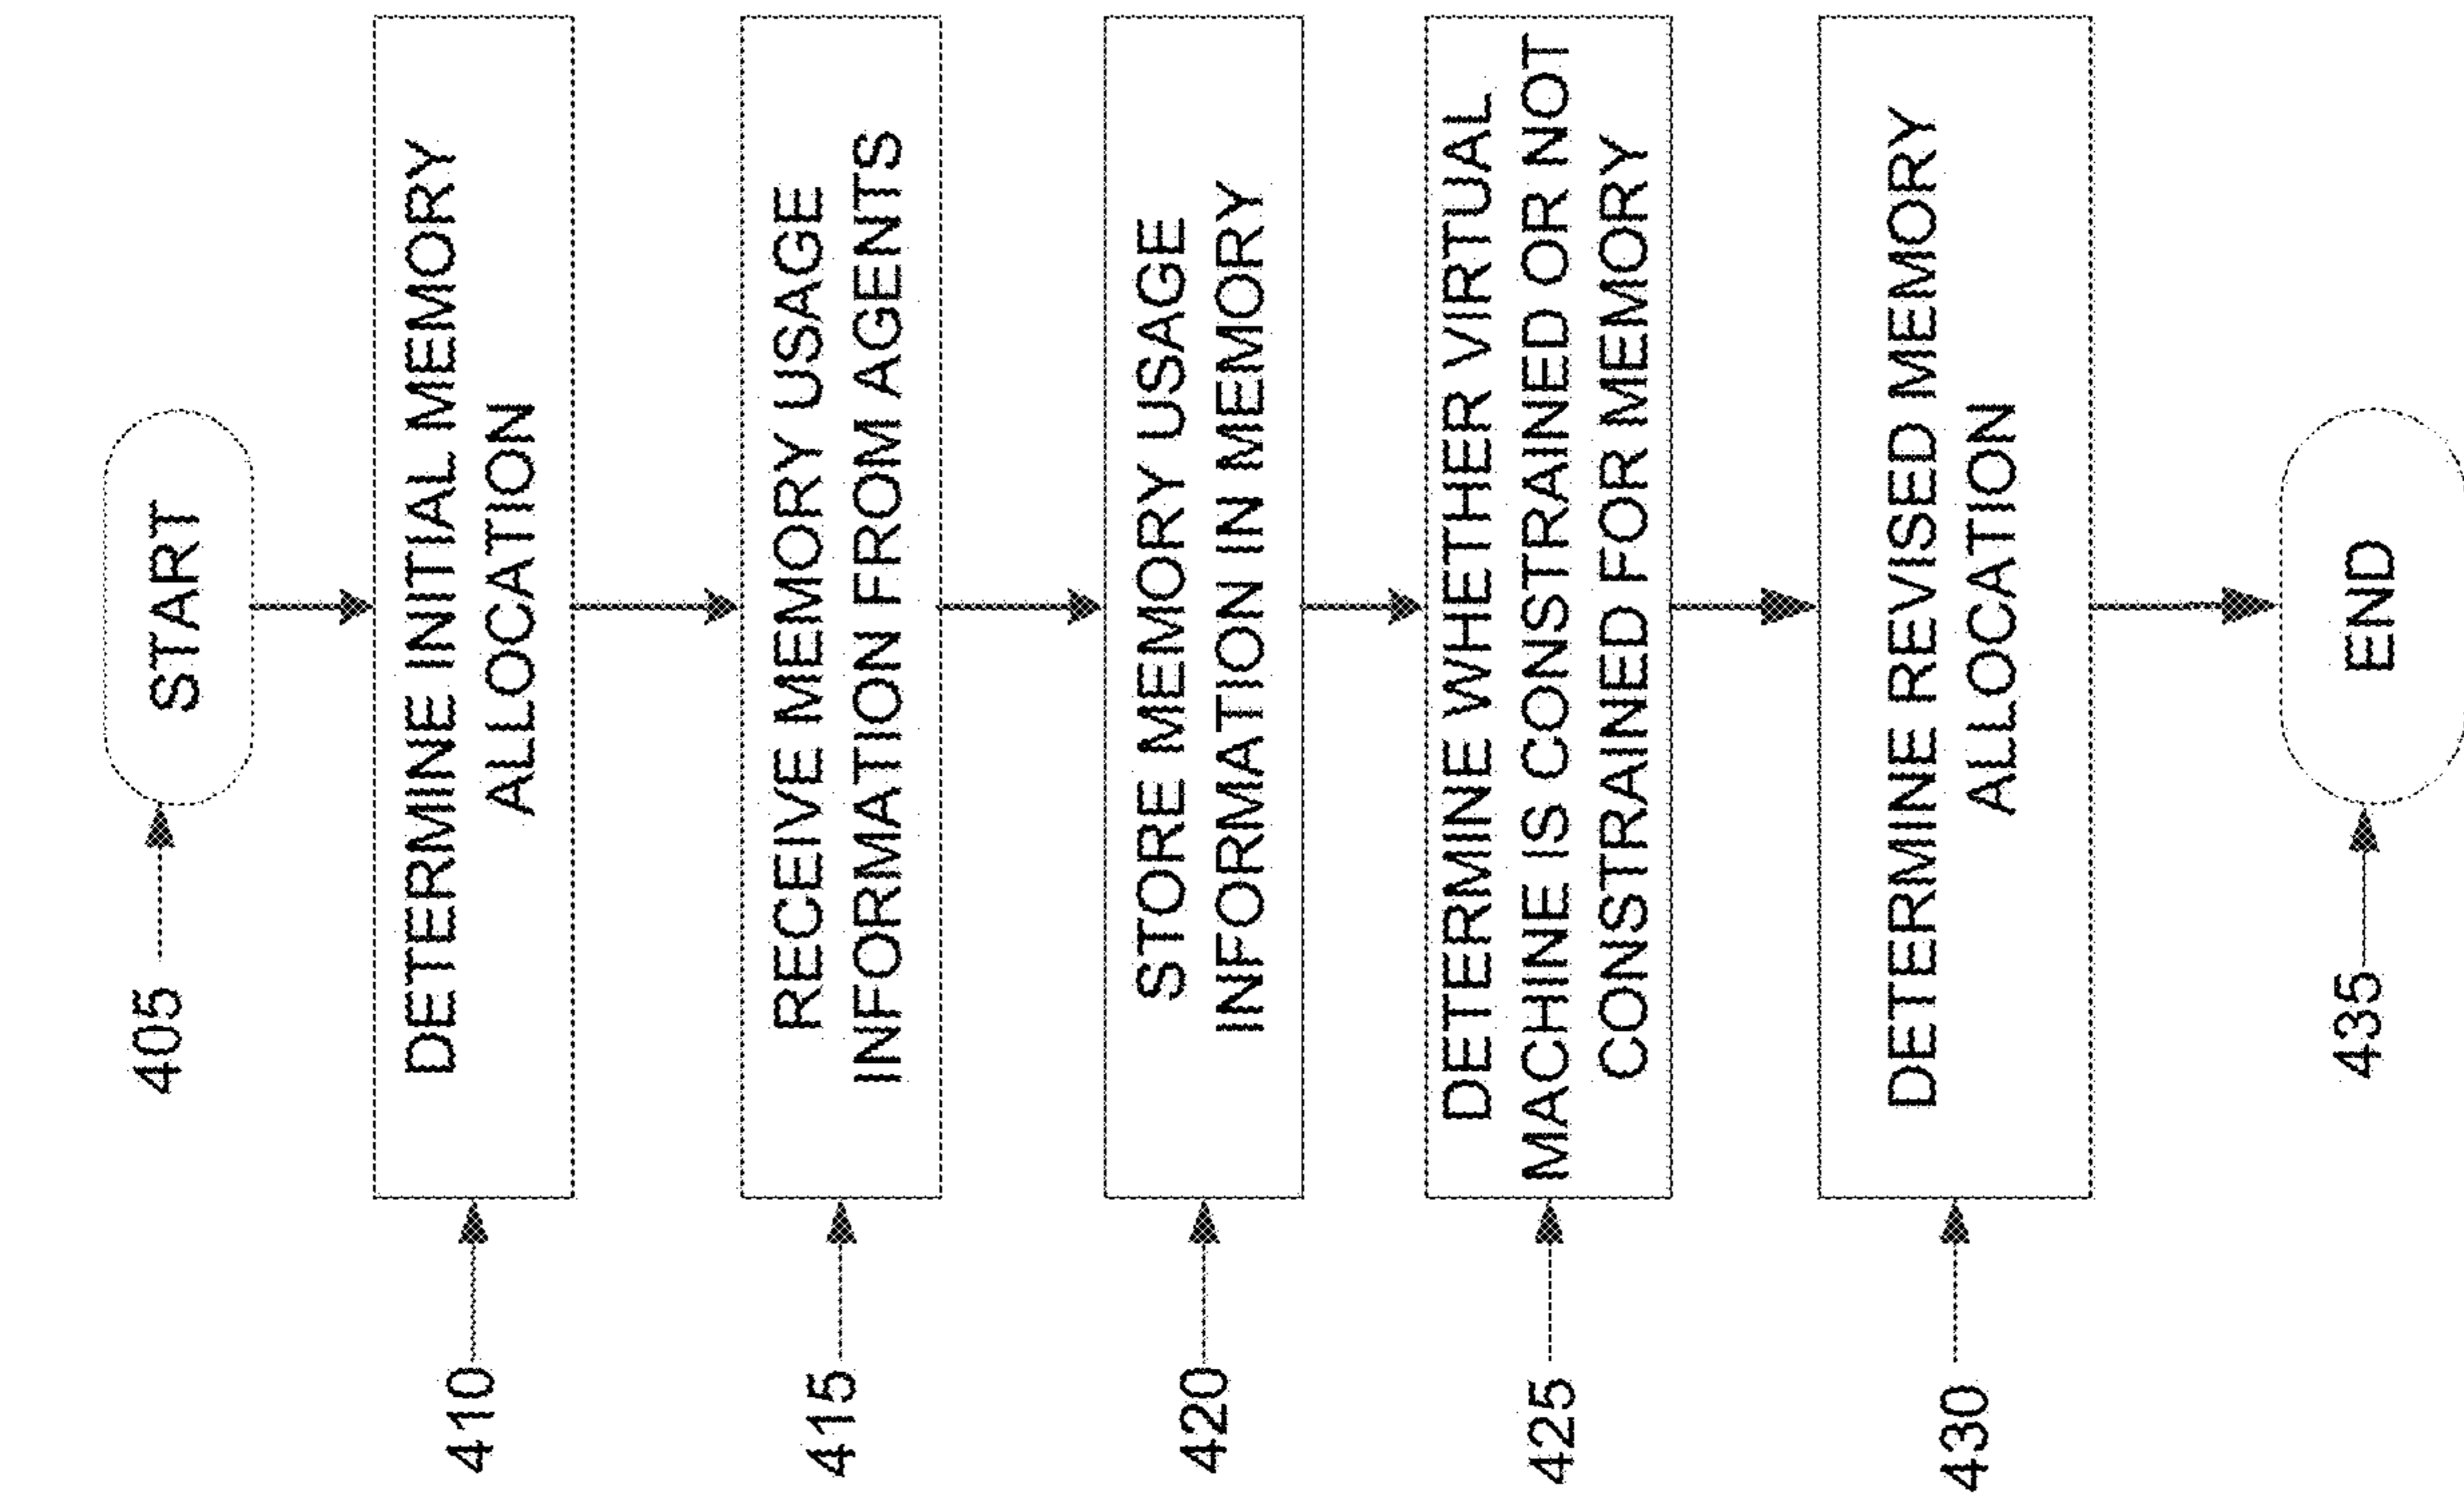 405
START
410
DETERMINE INITIAL MEMORY
ALLOCATION
415
RECEIVE MEMORY USAGE
INFORMATION FROM AGENTS
420
STORE MEMORY USAGE
INFORMATION IN MEMORY
425
DETERMINE WHETHER VIRTUAL
MACHINE IS CONSTRAINED OR NOT
CONSTRAINED FOR MEMORY
430
DETERMINE REVISED MEMORY
ALLOCATION
435
END